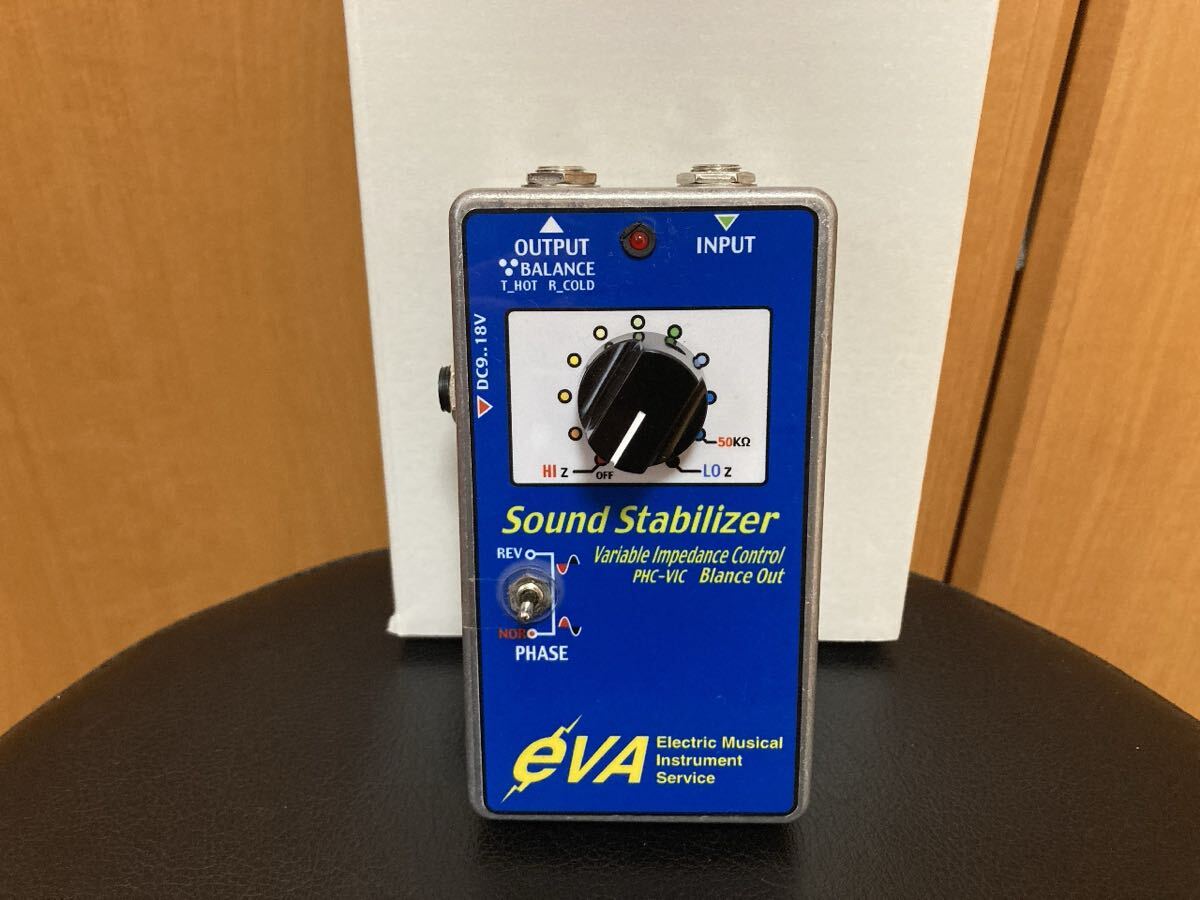 OUTPUT
BALANCE
T_HOT R_COLD
INPUT
DC9..18V
50KΩ
HI z
OFF
LO z
Sound Stabilizer
Variable Impedance Control
PHC-VIC Blance Out
REV
NOR
PHASE
eVA
Electric Musical
Instrument
Service